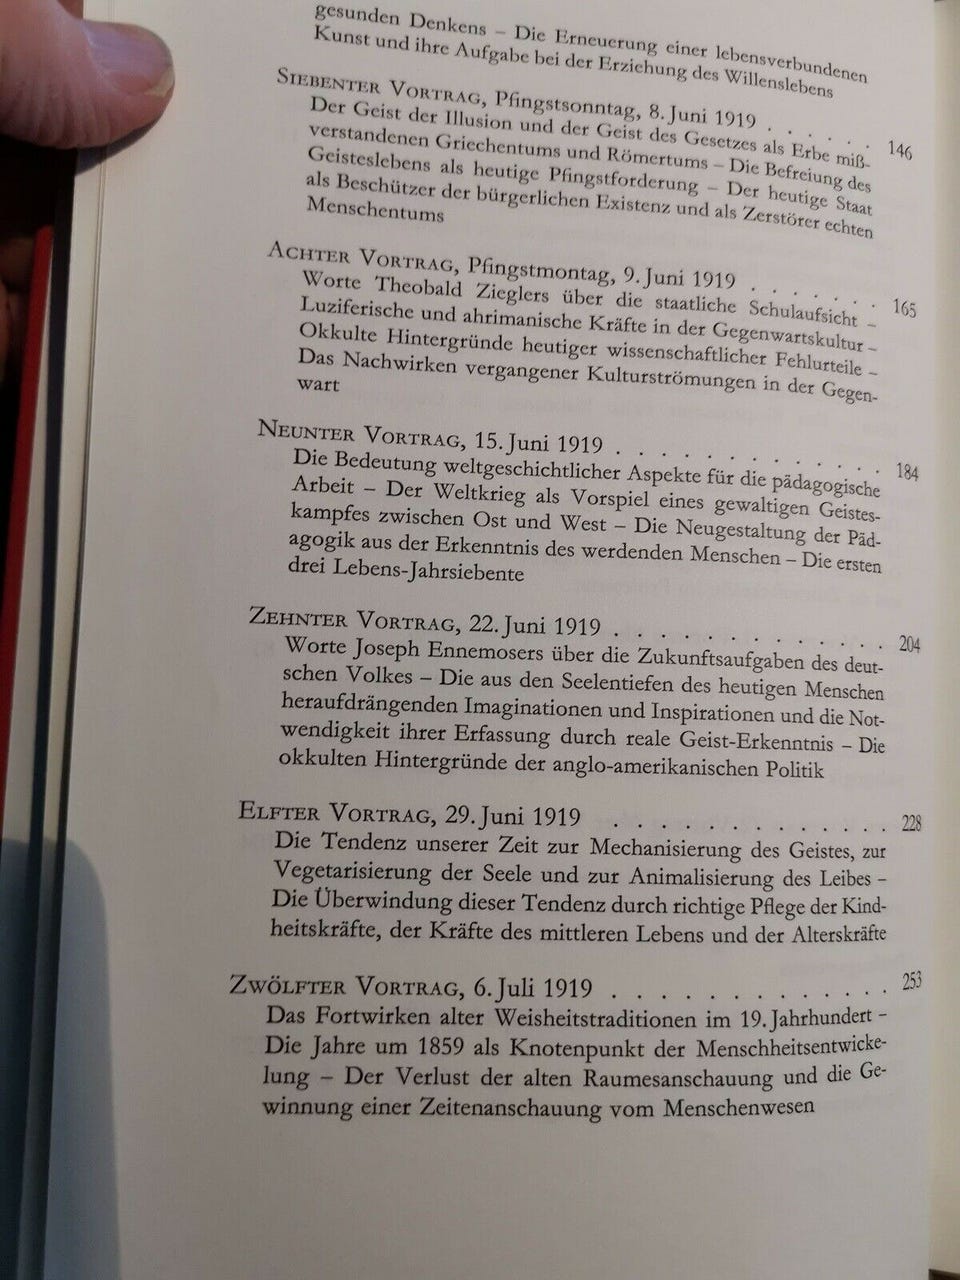 gesunden Denkens – Die Erneuerung einer lebensverbundenen
Kunst und ihre Aufgabe bei der Erziehung des Willenslebens
SIEBENTER VORTRAG, Pfingstsonntag, 8. Juni 1919 . . . . . . 146
Der Geist der Illusion und der Geist des Gesetzes als Erbe miß-
verstandenen Griechentums und Römertums – Die Befreiung des
Geisteslebens als heutige Pfingstforderung – Der heutige Staat
als Beschützer der bürgerlichen Existenz und als Zerstörer echten
Menschentums
ACHTER VORTRAG, Pfingstmontag, 9. Juni 1919 . . . . . . . 165
Worte Theobald Zieglers über die staatliche Schulaufsicht –
Luziferische und ahrimanische Kräfte in der Gegenwartskultur –
Okkulte Hintergründe heutiger wissenschaftlicher Fehlurteile –
Das Nachwirken vergangener Kulturströmungen in der Gegen-
wart
NEUNTER VORTRAG, 15. Juni 1919 . . . . . . . . . . . . . 184
Die Bedeutung weltgeschichtlicher Aspekte für die pädagogische
Arbeit – Der Weltkrieg als Vorspiel eines gewaltigen Geistes-
kampfes zwischen Ost und West – Die Neugestaltung der Päd-
agogik aus der Erkenntnis des werdenden Menschen – Die ersten
drei Lebens-Jahrsiebente
ZEHNTER VORTRAG, 22. Juni 1919 . . . . . . . . . . . . . 204
Worte Joseph Ennemosers über die Zukunftsaufgaben des deut-
schen Volkes – Die aus den Seelentiefen des heutigen Menschen
heraufdrängenden Imaginationen und Inspirationen und die Not-
wendigkeit ihrer Erfassung durch reale Geist-Erkenntnis – Die
okkulten Hintergründe der anglo-amerikanischen Politik
ELFTER VORTRAG, 29. Juni 1919 . . . . . . . . . . . . . 228
Die Tendenz unserer Zeit zur Mechanisierung des Geistes, zur
Vegetarisierung der Seele und zur Animalisierung des Leibes –
Die Überwindung dieser Tendenz durch richtige Pflege der Kind-
heitskräfte, der Kräfte des mittleren Lebens und der Alterskräfte
ZWÖLFTER VORTRAG, 6. Juli 1919 . . . . . . . . . . . . . 253
Das Fortwirken alter Weisheitstraditionen im 19. Jahrhundert –
Die Jahre um 1859 als Knotenpunkt der Menschheitsentwicke-
lung – Der Verlust der alten Raumesanschauung und die Ge-
winnung einer Zeitenanschauung vom Menschenwesen